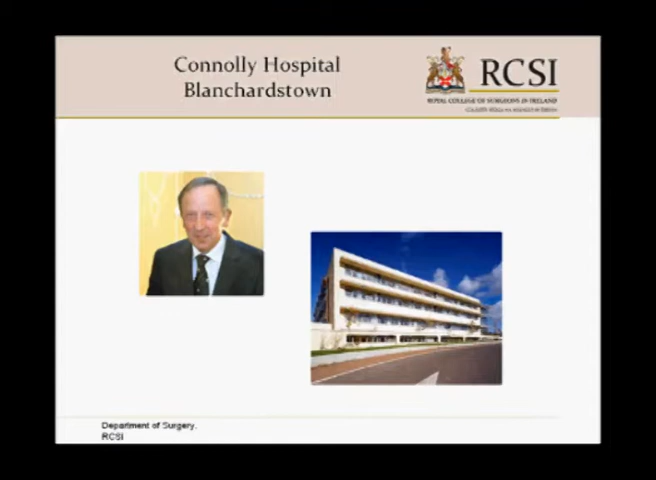 Connolly Hospital
Blanchardstown
RCSI
ROYAL COLLEGE OF SURGEONS IN IRELAND
Department of Surgery,
RCSI